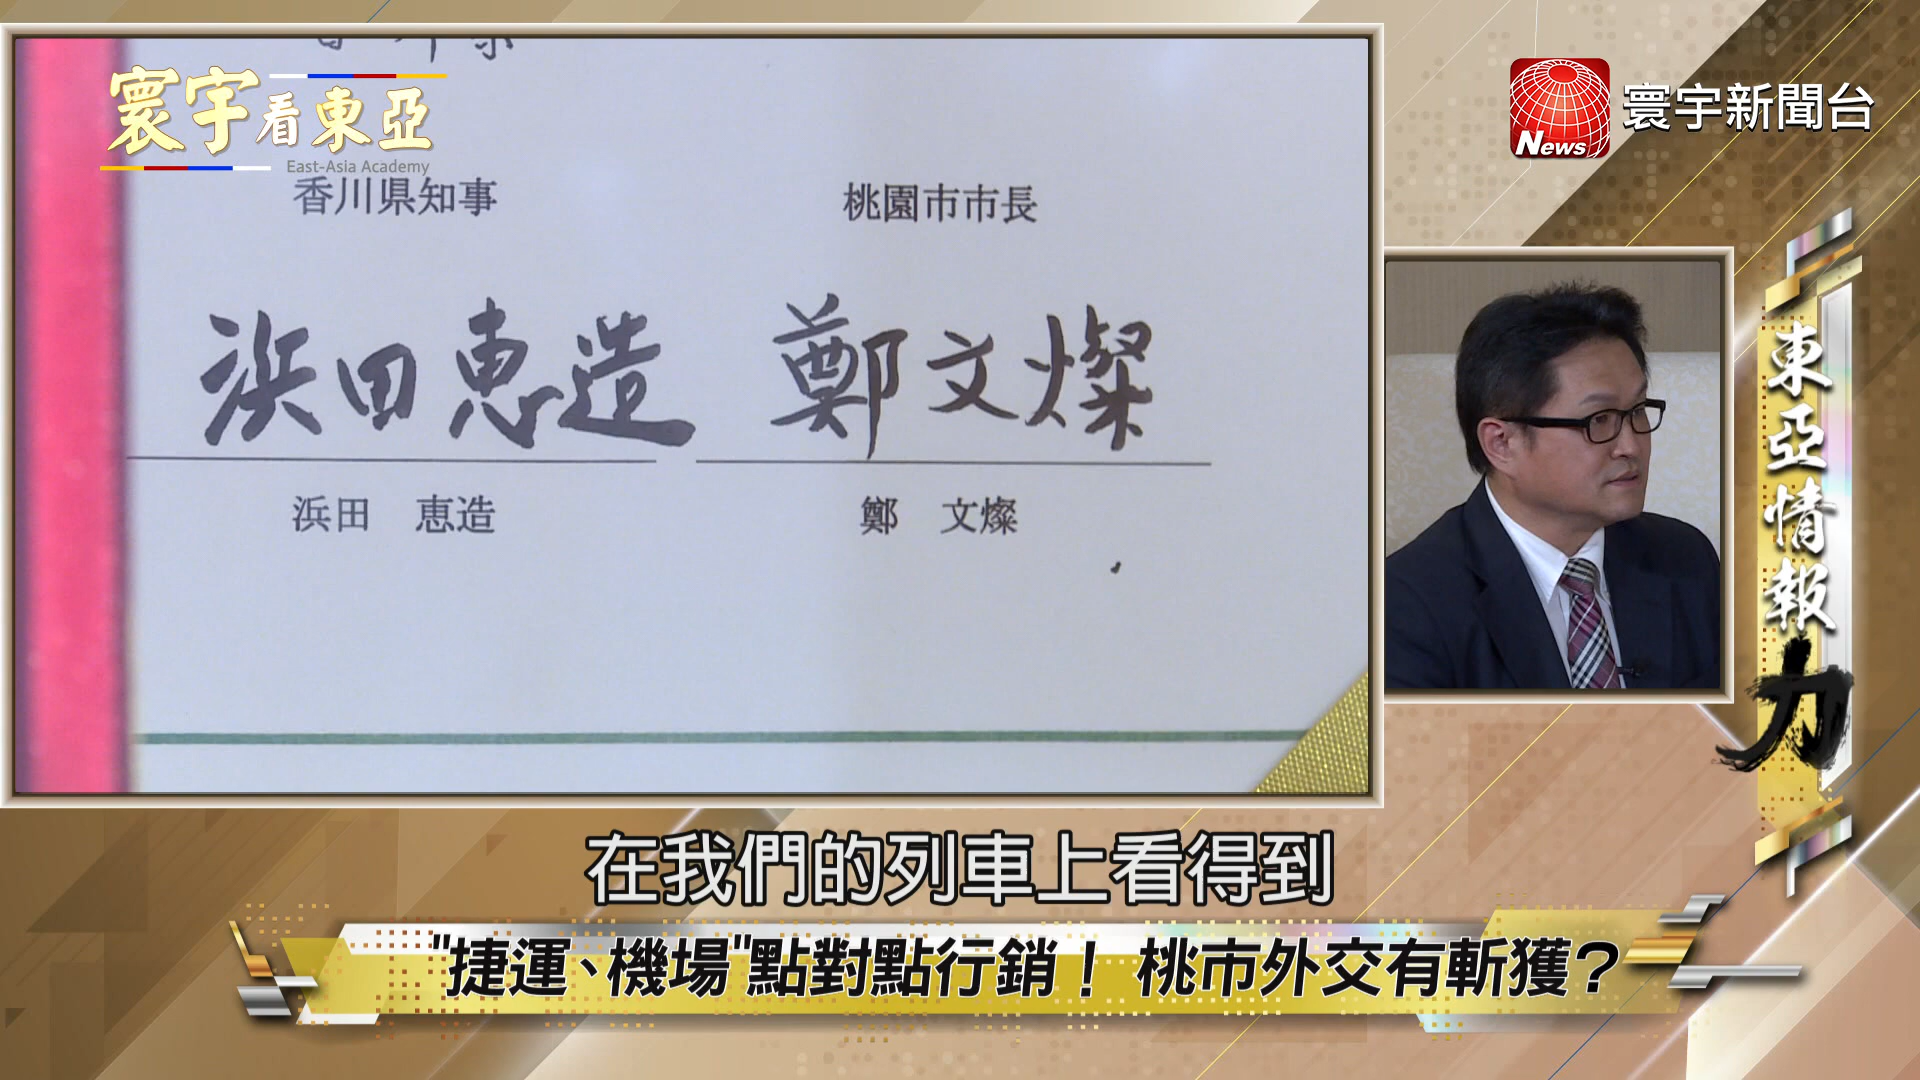 寰宇看東亞
East-Asia Academy
寰宇新聞台
News
香川県知事
桃園市市長
浜田恵造
鄭文燦
浜田 恵造
鄭 文燦
東亞情報力
在我們的列車上看得到
"捷運、機場"點對點行銷！ 桃市外交有斬獲？